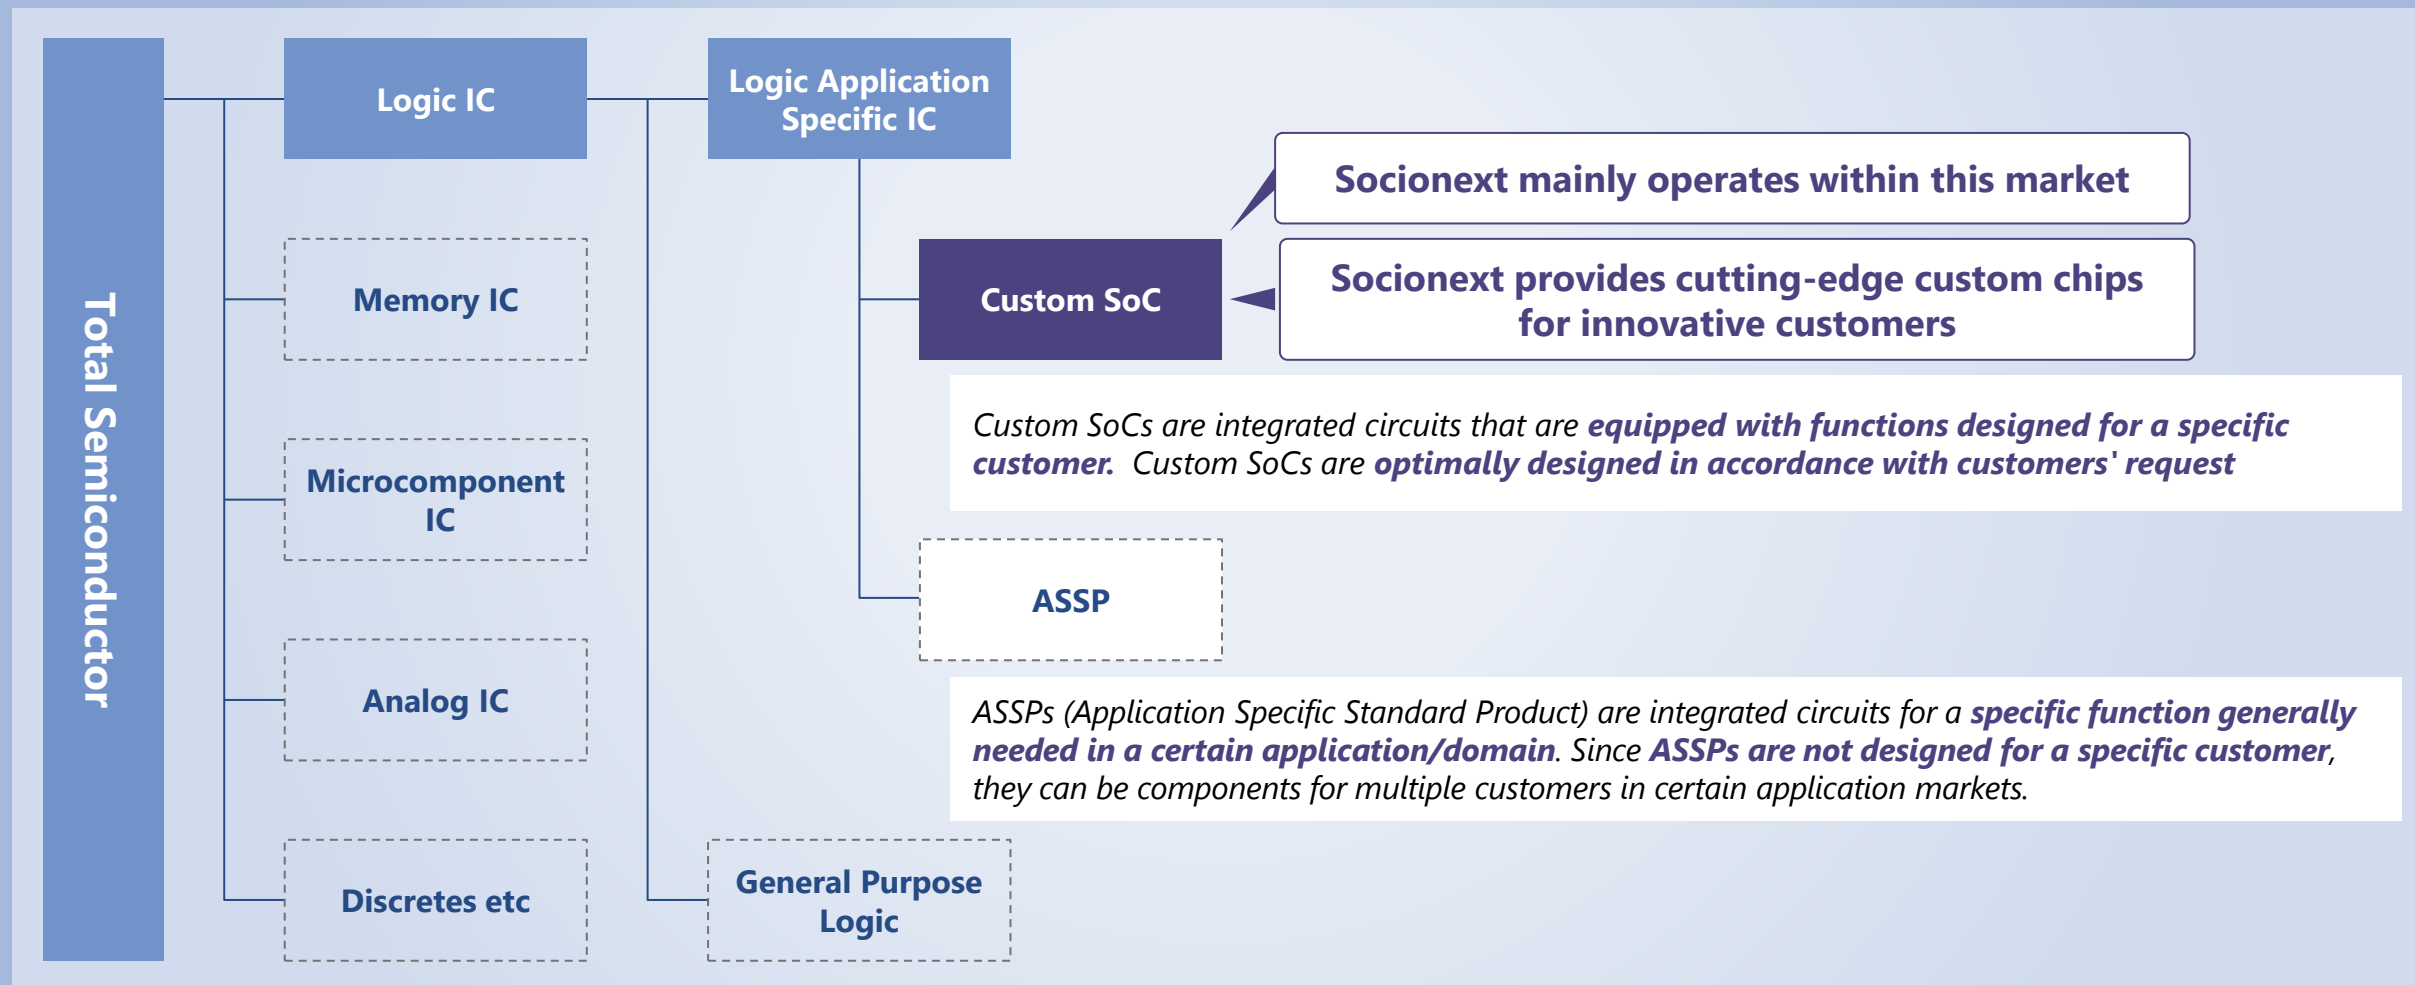 Total Semiconductor
Logic IC
Memory IC
Microcomponent
IC
Analog IC
Discretes etc
Logic Application
Specific IC
General Purpose
Logic
Socionext mainly operates within this market
Custom SoC
Socionext provides cutting-edge custom chips
for innovative customers
Custom SoCs are integrated circuits that are equipped with functions designed for a specific
customer. Custom SoCs are optimally designed in accordance with customers' request
ASSP
ASSPs (Application Specific Standard Product) are integrated circuits for a specific function generally
needed in a certain application/domain. Since ASSPs are not designed for a specific customer,
they can be components for multiple customers in certain application markets.